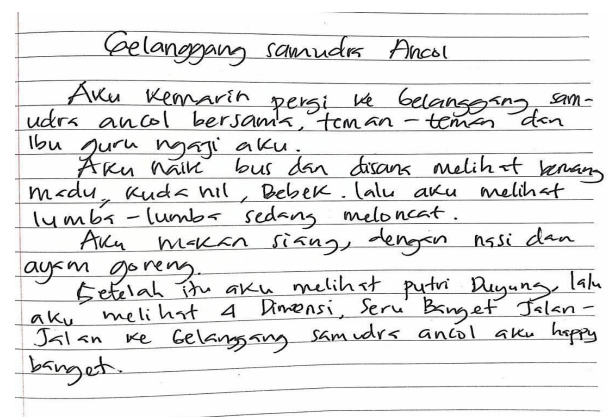 Gelanggang samudra Ancol
Aku kemarin pergi ke Gelanggang sam-
udra ancol bersama, teman-teman dan
Ibu guru ngaji aku.
Aku naik bus dan disana melihat
madu, kuda nil, Bebek. lalu aku melihat
lumba-lumba sedang meloncat.
Aku makan siang, dengan nasi dan
ayam goreng.
Setelah itu aku melihat putri Duyung, lalu
aku melihat 4 Dimensi, Seru Banget Jalan-
Jalan ke Gelanggang samudra ancol aku happy
banget.